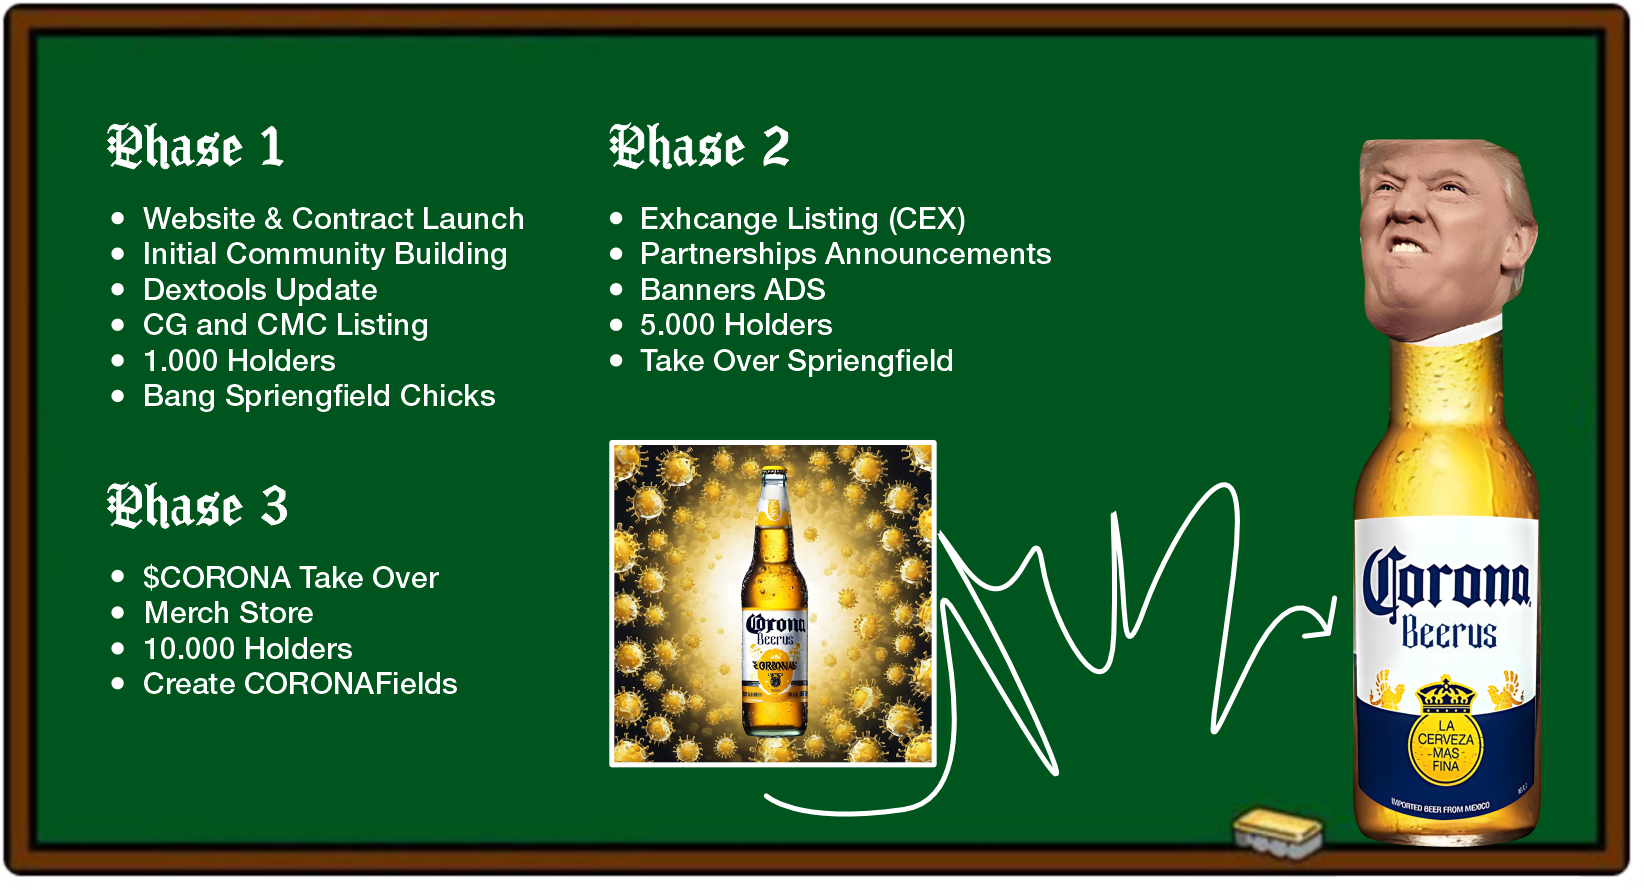 Phase 1
Website & Contract Launch
Initial Community Building
Dextools Update
CG and CMC Listing
1.000 Holders
Bang Spriengfield Chicks
Phase 2
Exhcange Listing (CEX)
Partnerships Announcements
Banners ADS
5.000 Holders
Take Over Spriengfield
Phase 3
$CORONA Take Over
Merch Store
10.000 Holders
Create CORONAFields
Corona
Beerus
Corona
Beerus
LA
CERVEZA
-MAS-
FINA
IMPORTED BEER FROM MEXICO